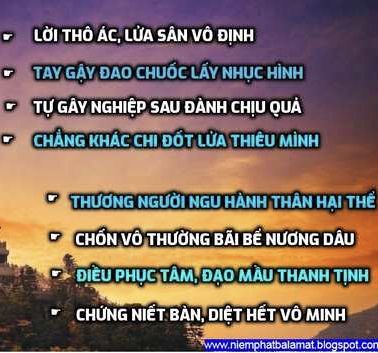 LỜI THÔ ÁC, LỬA SÂN VÔ ĐỊNH
TAY GẬY ĐAO CHUỐC LẤY NHỤC HÌNH
TỰ GÂY NGHIỆP SAU ĐÀNH CHỊU QUẢ
CHẲNG KHÁC CHI ĐỐT LỬA THIÊU MÌNH
THƯƠNG NGƯỜI NGU HÀNH THÂN HẠI THỂ
CHỐN VÔ THƯỜNG BÃI BỂ NƯƠNG DÂU
ĐIỀU PHỤC TÂM, ĐẠO MẦU THANH TỊNH
CHỨNG NIẾT BÀN, DIỆT HẾT VÔ MINH
www.niemphatbalamat.blogspot.com